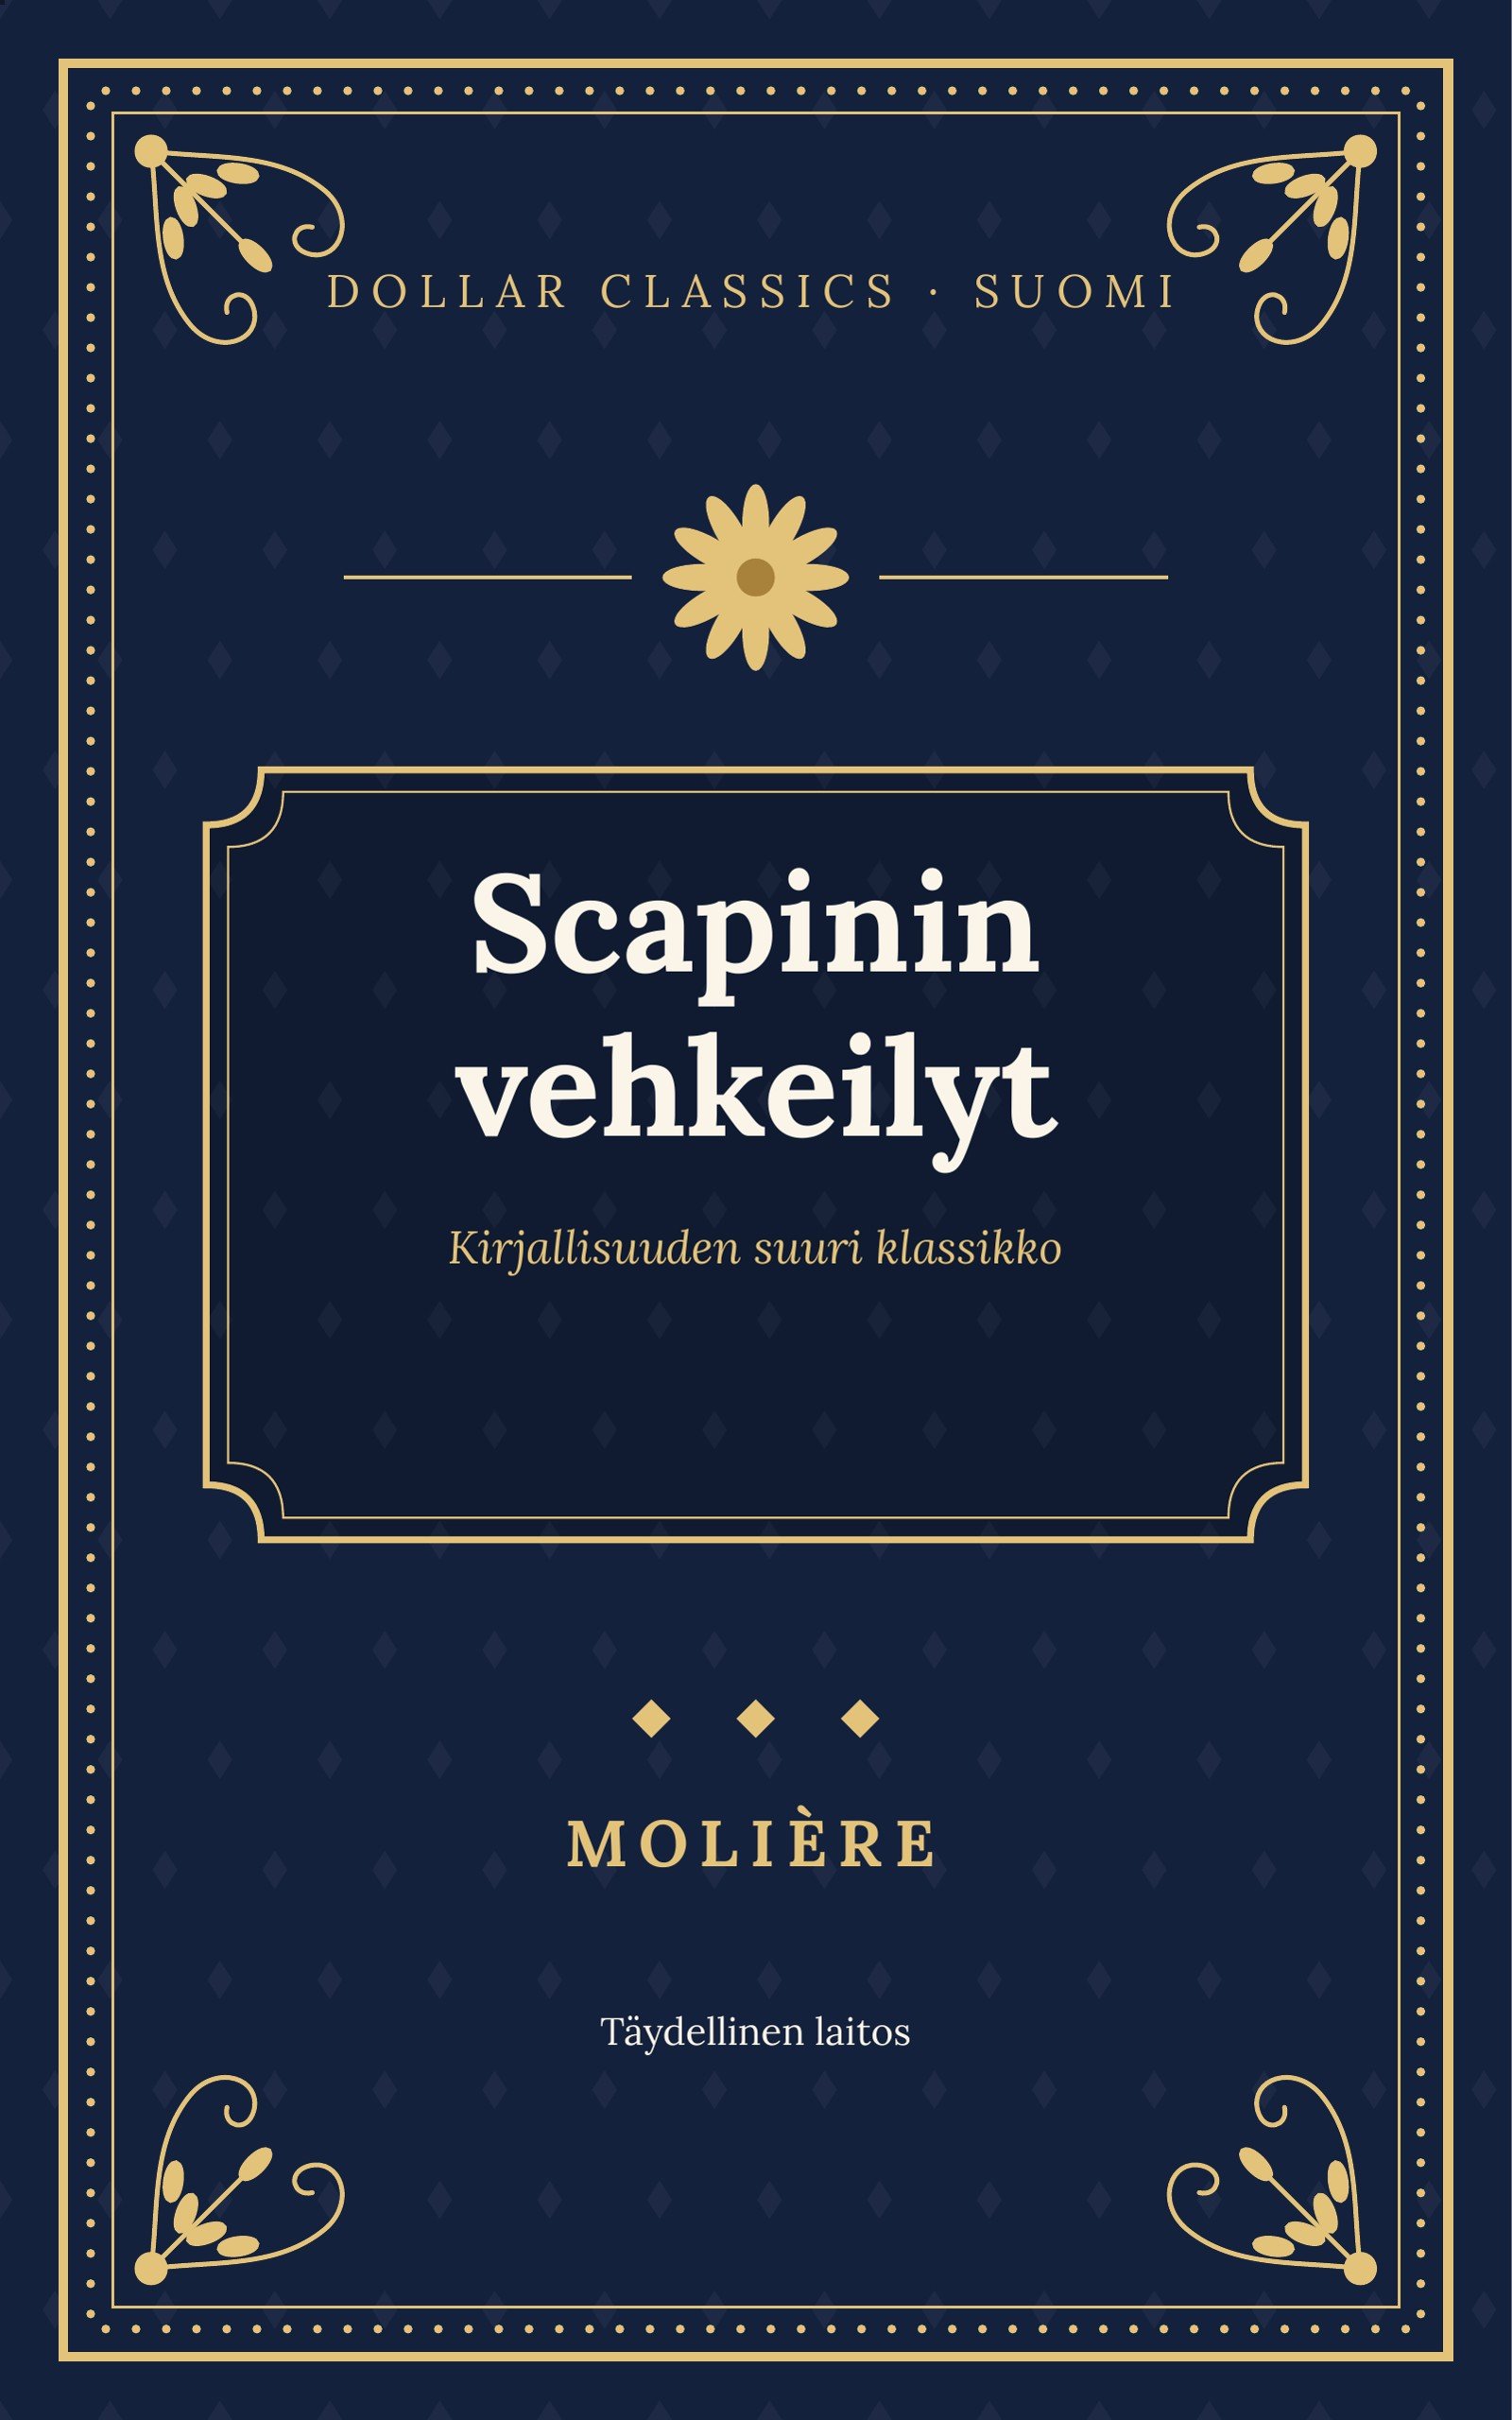 DOLLAR CLASSICS · SUOMI
Scapinin
vehkeilyt
Kirjallisuuden suuri klassikko
MOLIÈRE
Täydellinen laitos